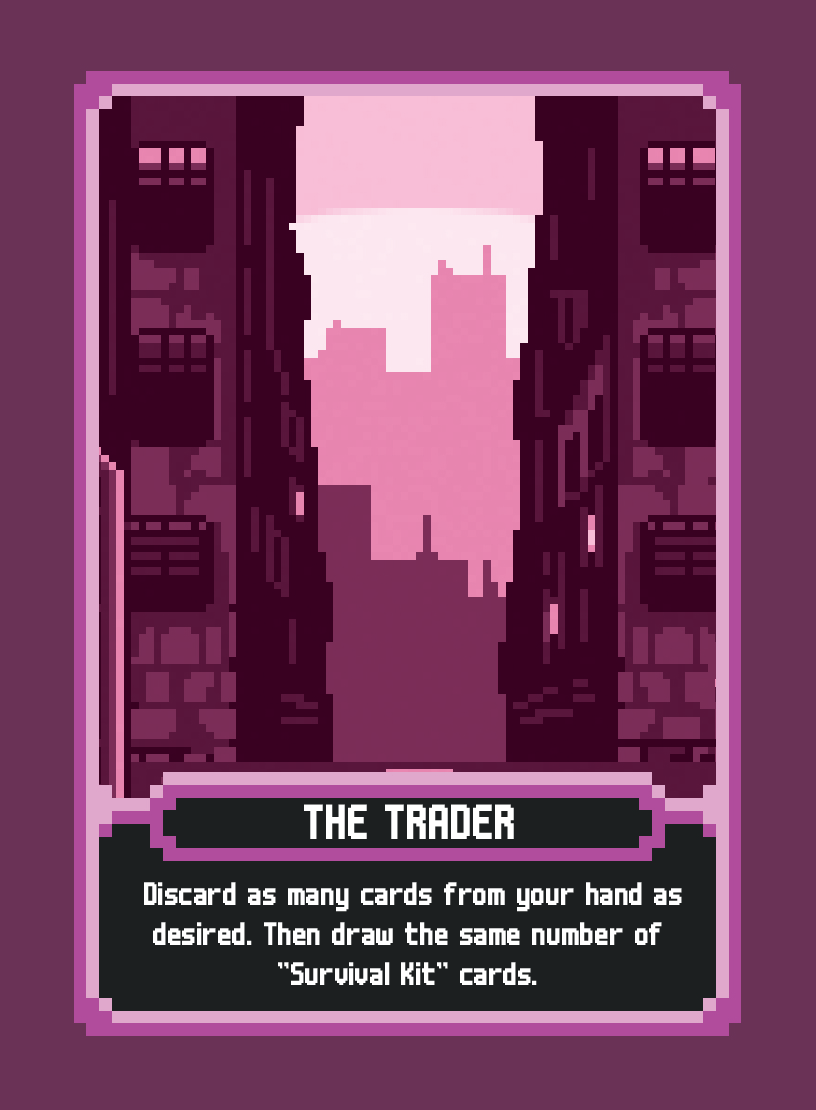 THE TRADER
Discard as many cards from your hand as
desired. Then draw the same number of
"Survival Kit" cards.